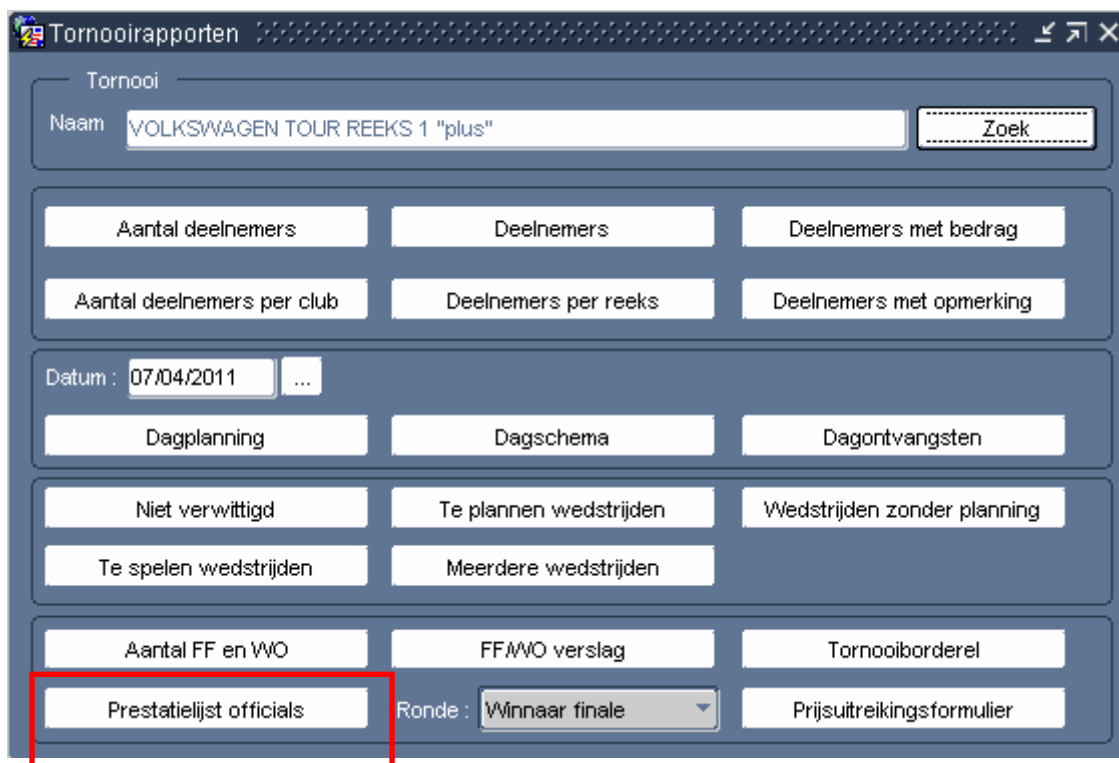 Tornooirapporten
Tornooi
Naam VOLKSWAGEN TOUR REEKS 1 "plus" Zoek
Aantal deelnemers Deelnemers Deelnemers met bedrag
Aantal deelnemers per club Deelnemers per reeks Deelnemers met opmerking
Datum : 07/04/2011 ...
Dagplanning Dagschema Dagontvangsten
Niet verwittigd Te plannen wedstrijden Wedstrijden zonder planning
Te spelen wedstrijden Meerdere wedstrijden
Aantal FF en WO FF/WO verslag Tornooiborderel
Prestatielijst officials Ronde : Winnaar finale Prijsuitreikingsformulier